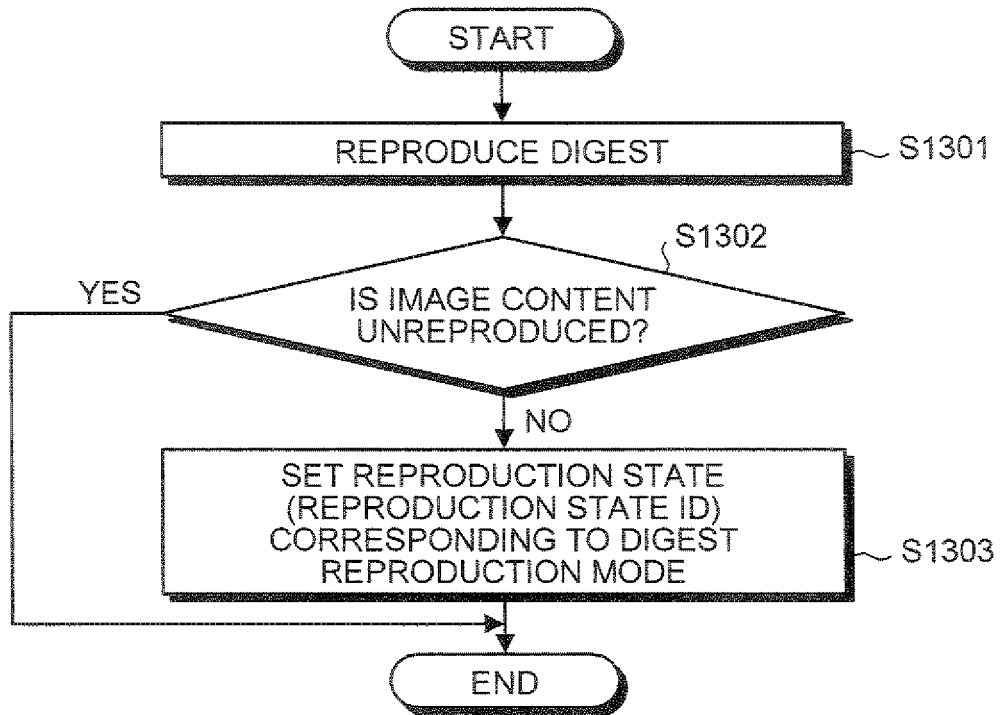 START
REPRODUCE DIGEST
S1301
S1302
YES
IS IMAGE CONTENT
UNREPRODUCED?
NO
SET REPRODUCTION STATE
(REPRODUCTION STATE ID)
CORRESPONDING TO DIGEST
REPRODUCTION MODE
S1303
END